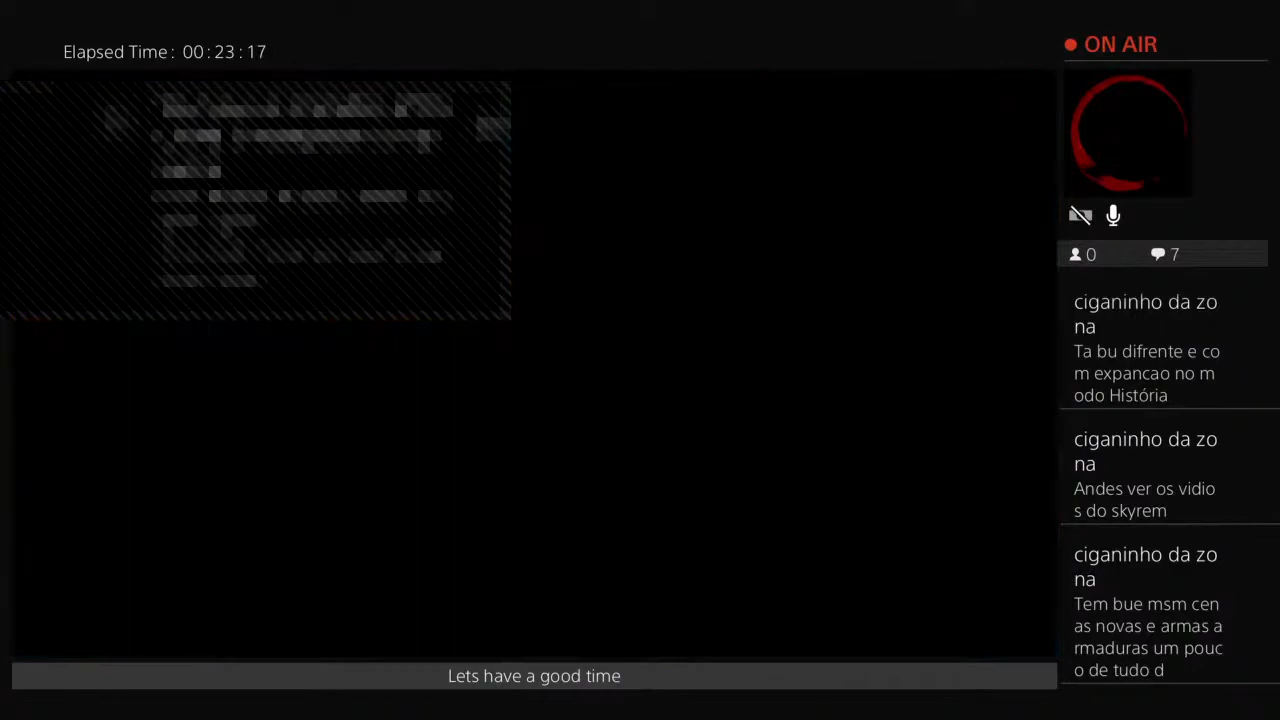 Elapsed Time: 00:23:17
ON AIR
0 7
ciganinho da zo
na
Ta bu difrente e co
m expancao no m
odo História
ciganinho da zo
na
Andes ver os vidio
s do skyrem
ciganinho da zo
na
Tem bue msm cen
as novas e armas a
rmaduras um pouc
o de tudo d
Lets have a good time